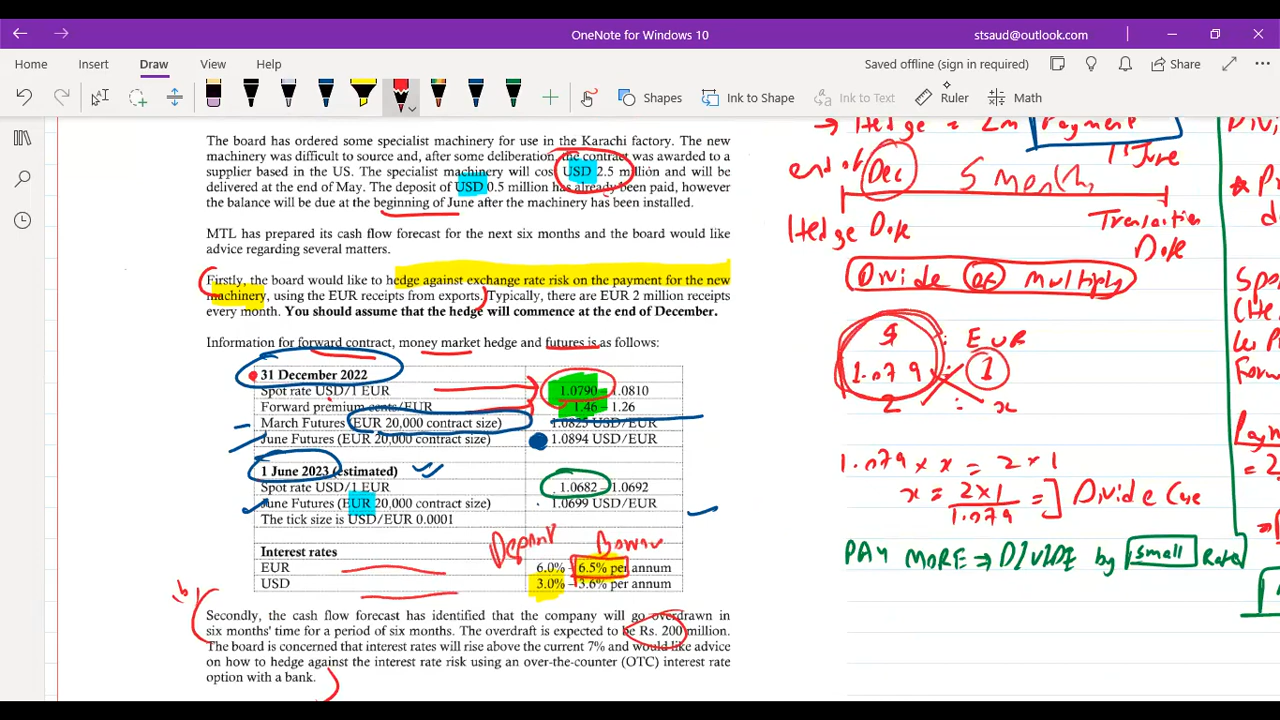 OneNote for Windows 10
stsaud@outlook.com
Home
Insert
Draw
View
Help
Saved offline (sign in required)
Share
Shapes
Ink to Shape
Ink to Text
Ruler
Math
The board has ordered some specialist machinery for use in the Karachi factory. The new
machinery was difficult to source and, after some deliberation, the contract was awarded to a
supplier based in the US. The specialist machinery will cost USD 2.5 million and will be
delivered at the end of May. The deposit of USD 0.5 million has already been paid, however
the balance will be due at the beginning of June after the machinery has been installed.
MTL has prepared its cash flow forecast for the next six months and the board would like
advice regarding several matters.
Firstly, the board would like to hedge against exchange rate risk on the payment for the new
machinery, using the EUR receipts from exports. Typically, there are EUR 2 million receipts
every month. You should assume that the hedge will commence at the end of December.
Information for forward contract, money market hedge and futures is as follows:
31 December 2022
Spot rate USD/1 EUR 1.0790 – 1.0810
Forward premium cents/EUR 1.46 – 1.26
March Futures (EUR 20,000 contract size) 1.0825 USD/EUR
June Futures (EUR 20,000 contract size) 1.0894 USD/EUR
1 June 2023 (estimated)
Spot rate USD/1 EUR 1.0682 – 1.0692
June Futures (EUR 20,000 contract size) 1.0699 USD/EUR
The tick size is USD/EUR 0.0001
Deposit Borrow
Interest rates
EUR 6.0% – 6.5% per annum
USD 3.0% – 3.6% per annum
(b)
Secondly, the cash flow forecast has identified that the company will go overdrawn in
six months' time for a period of six months. The overdraft is expected to be Rs. 200 million.
The board is concerned that interest rates will rise above the current 7% and would like advice
on how to hedge against the interest rate risk using an over-the-counter (OTC) interest rate
option with a bank.
→ Hedge = 2m Payment
end of Dec 5 months 1st June
Hedge Date Transaction Date
Divide OR Multiply
$ : EUR
1.079 : 1
2 : x
1.079 x x = 2 x 1
x = 2x1
1.079 = ] Divide
PAY MORE ⇒ DIVIDE by Small Rate